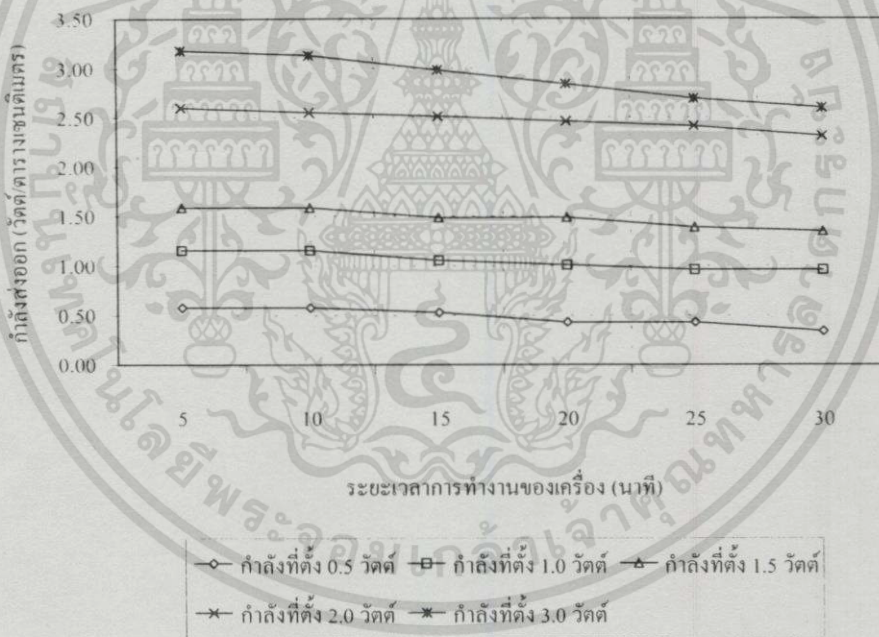 กำลังส่งออก (วัตต์/ตารางเซนติเมตร)
3.50
3.00
2.50
2.00
1.50
1.00
0.50
0.00
5 10 15 20 25 30
ระยะเวลาการทำงานของเครื่อง (นาที)
กำลังที่ตั้ง 0.5 วัตต์ กำลังที่ตั้ง 1.0 วัตต์ กำลังที่ตั้ง 1.5 วัตต์
กำลังที่ตั้ง 2.0 วัตต์ กำลังที่ตั้ง 3.0 วัตต์